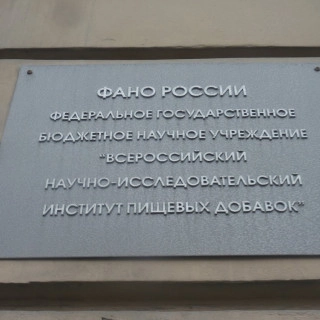 ФАНО РОССИИ
ФЕДЕРАЛЬНОЕ ГОСУДАРСТВЕННОЕ
БЮДЖЕТНОЕ НАУЧНОЕ УЧРЕЖДЕНИЕ
"ВСЕРОССИЙСКИЙ
НАУЧНО-ИССЛЕДОВАТЕЛЬСКИЙ
ИНСТИТУТ ПИЩЕВЫХ ДОБАВОК"